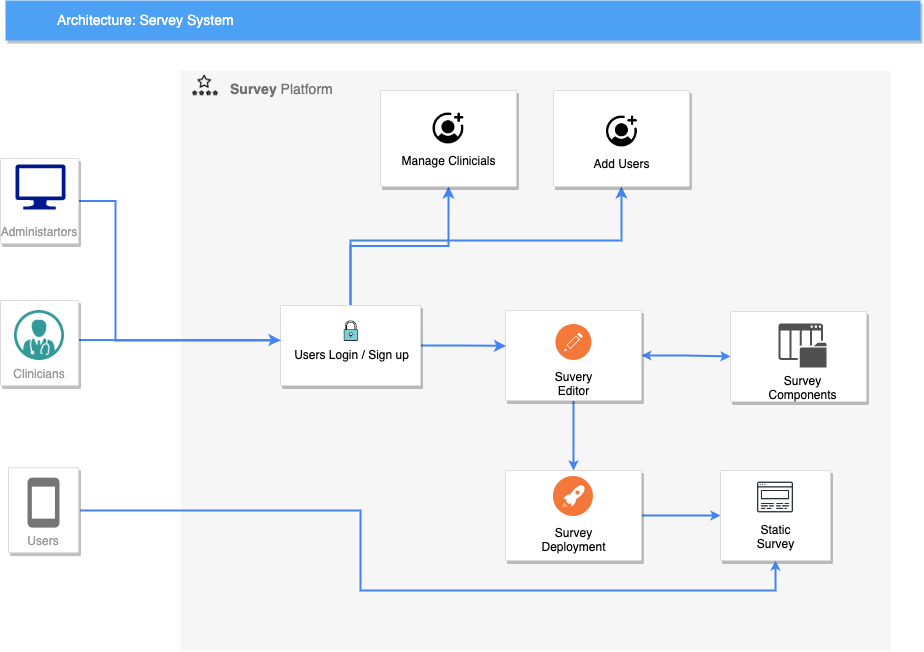 Architecture: Servey System
Survey Platform
Manage Clinicials
Add Users
Administartors
Users Login / Sign up
Clinicians
Suvery
Editor
Survey
Components
Users
Survey
Deployment
Static
Survey